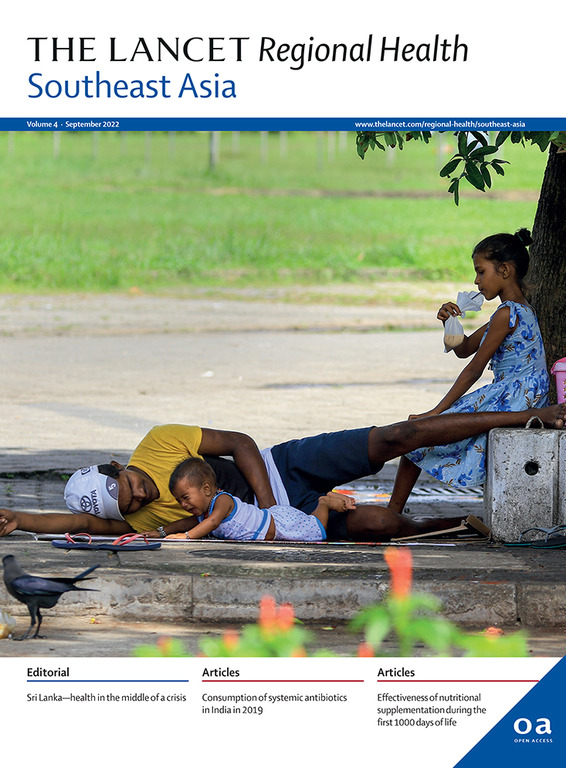 THE LANCET Regional Health
Southeast Asia
Volume 4 · September 2022
www.thelancet.com/regional-health/southeast-asia
Editorial
Sri Lanka—health in the middle of a crisis
Articles
Consumption of systemic antibiotics
in India in 2019
Articles
Effectiveness of nutritional
supplementation during the
first 1000 days of life
oa
OPEN ACCESS